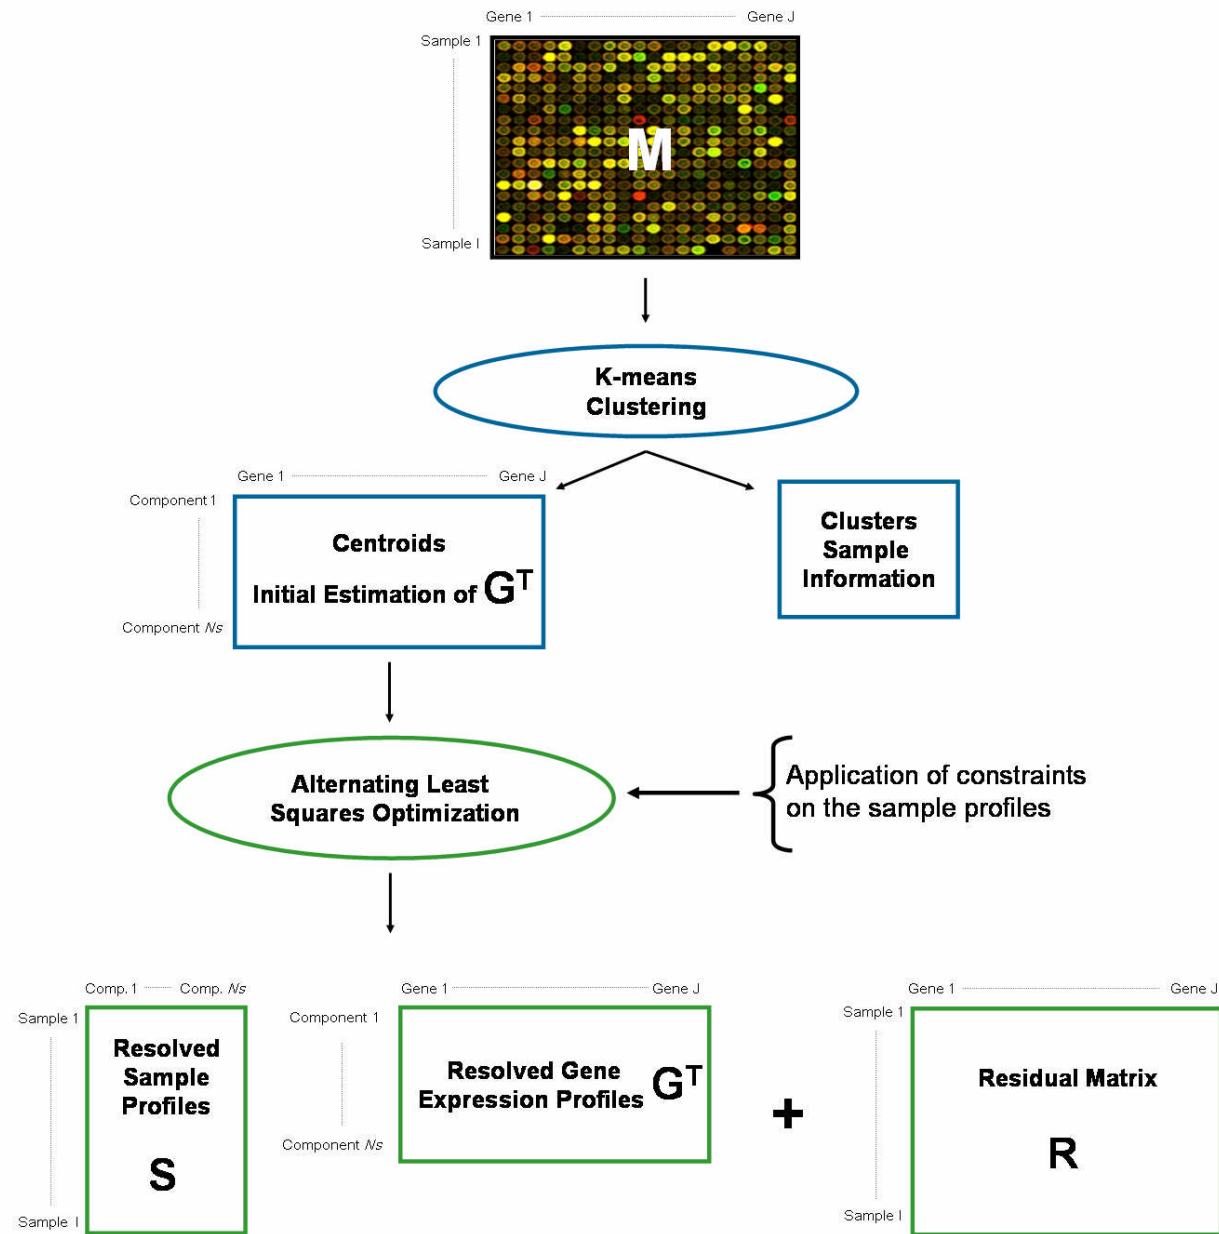 Gene 1 Gene J
Sample 1
M
Sample I
K-means
Clustering
Gene 1 Gene J
Component 1
Centroids
Initial Estimation of G^T
Component Ns
Clusters
Sample
Information
Alternating Least
Squares Optimization
Application of constraints
on the sample profiles
Comp. 1 Comp. Ns
Sample 1
Resolved
Sample
Profiles
S
Sample I
Gene 1 Gene J
Component 1
Resolved Gene
Expression Profiles G^T
Component Ns
+
Gene 1 Gene J
Sample 1
Residual Matrix
R
Sample I